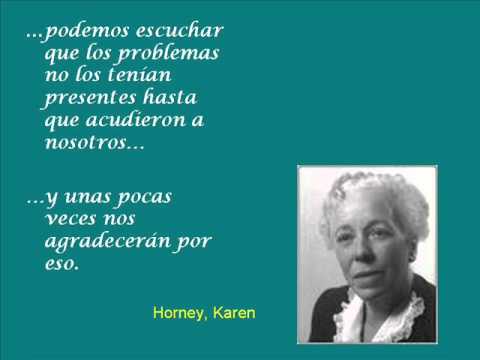 ...podemos escuchar
que los problemas
no los tenían
presentes hasta
que acudieron a
nosotros...
...y unas pocas
veces nos
agradecerán por
eso.
Horney, Karen